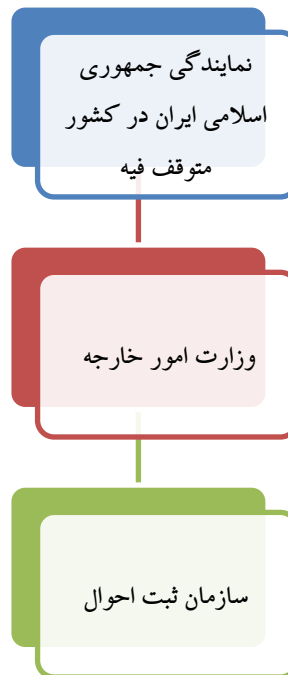 نمایندگی جمهوری
اسلامی ایران در کشور
متوقف فیه
وزارت امور خارجه
سازمان ثبت احوال